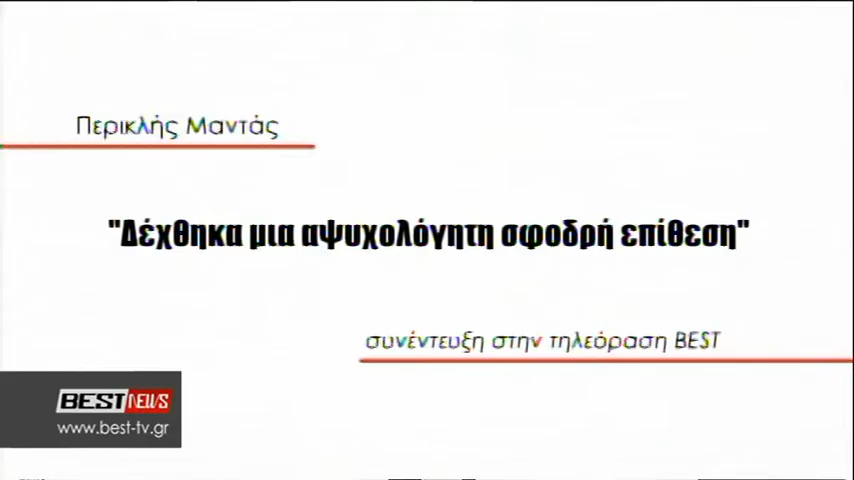 Περικλής Μαντάς
"Δέχθηκα μια αψυχολόγητη σφοδρή επίθεση"
συνέντευξη στην τηλεόραση BEST
BEST NEWS
www.best-tv.gr